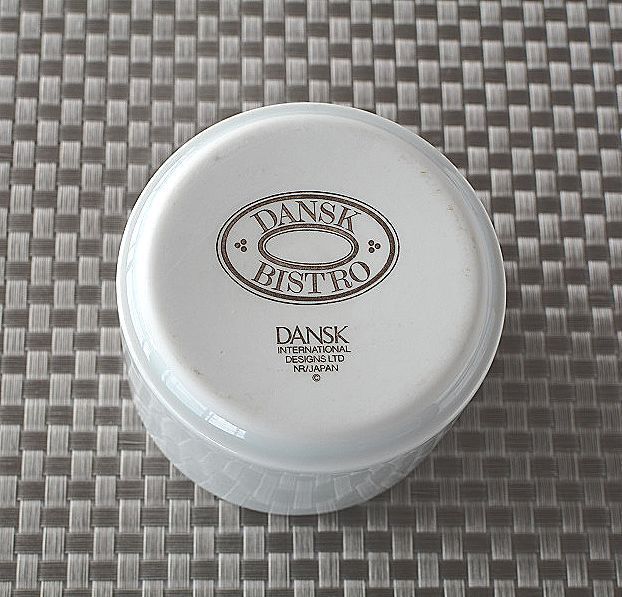 DANSK
BISTRO
DANSK
INTERNATIONAL
DESIGNS LTD
NR/JAPAN
©